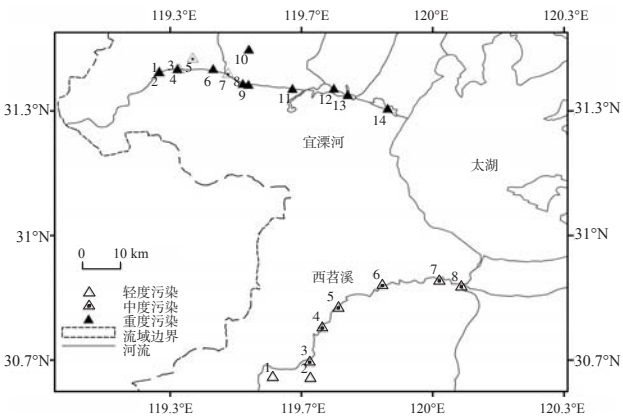 119.3°E 119.7°E 120°E 120.3°E
10
1 3 5
2 4 6 7 8 9 11 12 13 14
31.3°N 31.3°N
宜溧河
太湖
31°N 31°N
0 10 km
西苕溪
6 7 8
5
4
3
1 2
轻度污染
中度污染
重度污染
流域边界
河流
30.7°N 30.7°N
119.3°E 119.7°E 120°E 120.3°E